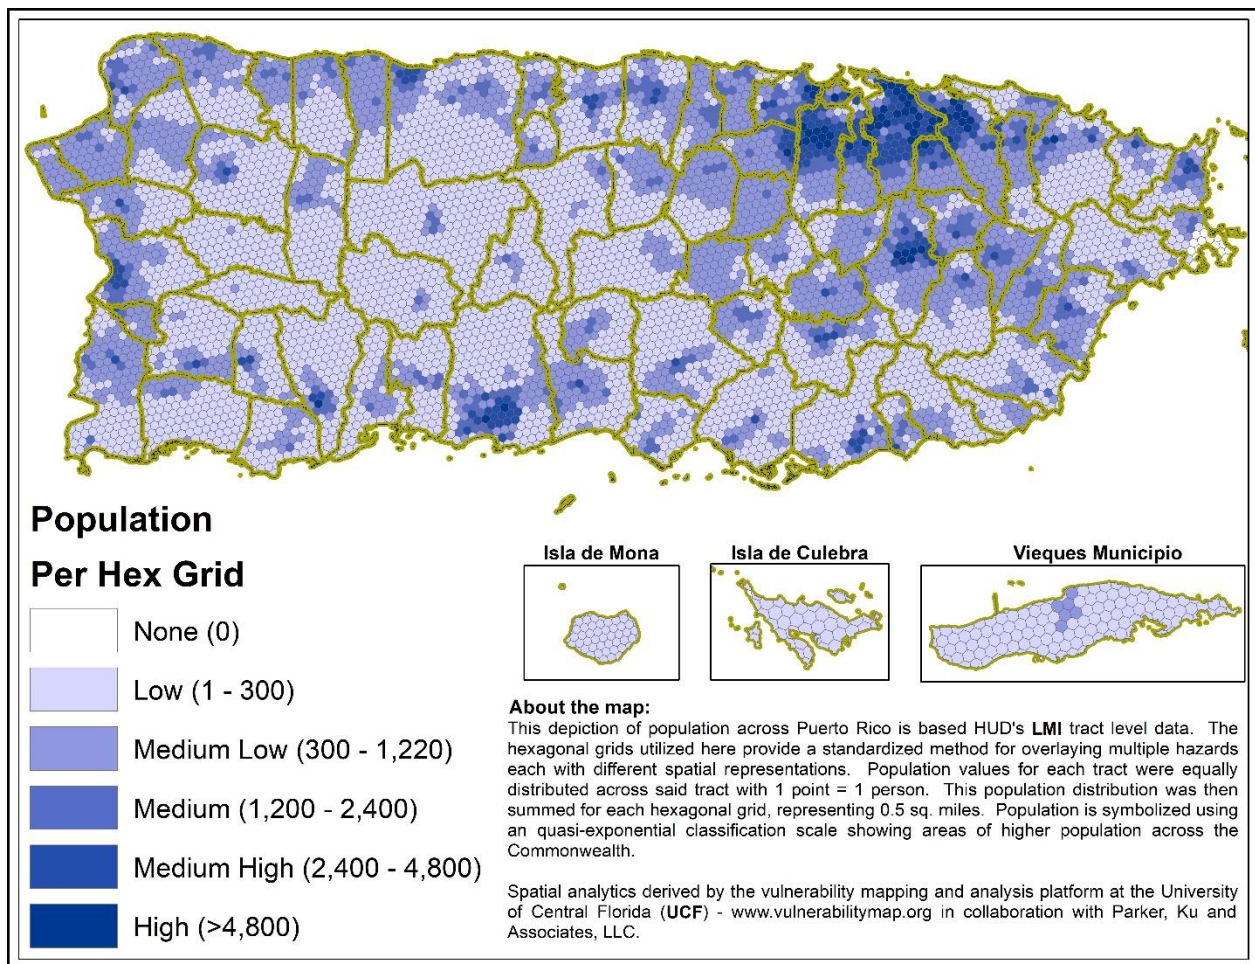 Population
Per Hex Grid
None (0)
Low (1 - 300)
Medium Low (300 - 1,220)
Medium (1,200 - 2,400)
Medium High (2,400 - 4,800)
High (>4,800)
Isla de Mona
Isla de Culebra
Vieques Municipio
About the map:
This depiction of population across Puerto Rico is based HUD's LMI tract level data. The
hexagonal grids utilized here provide a standardized method for overlaying multiple hazards
each with different spatial representations. Population values for each tract were equally
distributed across said tract with 1 point = 1 person. This population distribution was then
summed for each hexagonal grid, representing 0.5 sq. miles. Population is symbolized using
an quasi-exponential classification scale showing areas of higher population across the
Commonwealth.
Spatial analytics derived by the vulnerability mapping and analysis platform at the University
of Central Florida (UCF) - www.vulnerabilitymap.org in collaboration with Parker, Ku and
Associates, LLC.